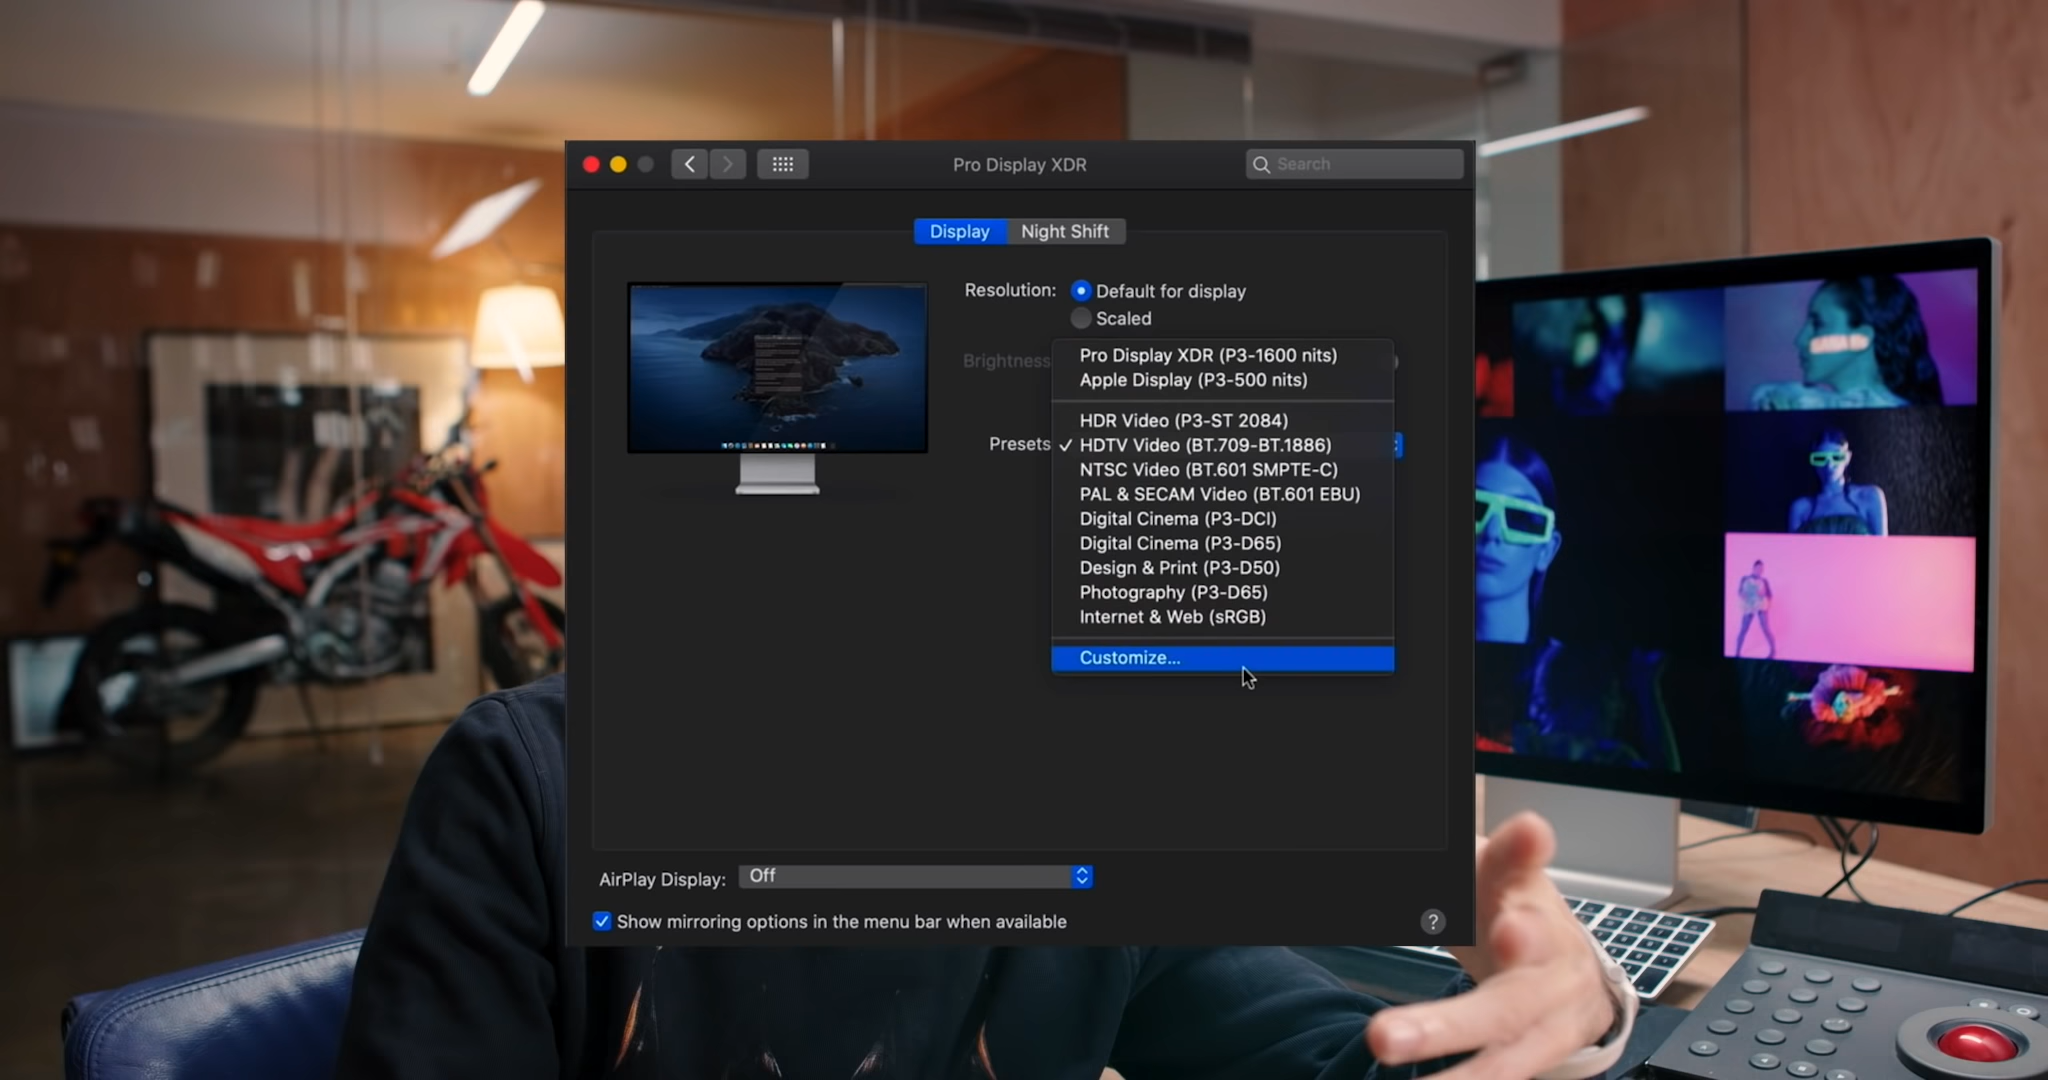 Pro Display XDR
Search
Display
Night Shift
Resolution:
Default for display
Scaled
Brightness
Pro Display XDR (P3-1600 nits)
Apple Display (P3-500 nits)
HDR Video (P3-ST 2084)
Presets
✓ HDTV Video (BT.709-BT.1886)
NTSC Video (BT.601 SMPTE-C)
PAL & SECAM Video (BT.601 EBU)
Digital Cinema (P3-DCI)
Digital Cinema (P3-D65)
Design & Print (P3-D50)
Photography (P3-D65)
Internet & Web (sRGB)
Customize...
AirPlay Display:
Off
Show mirroring options in the menu bar when available
?